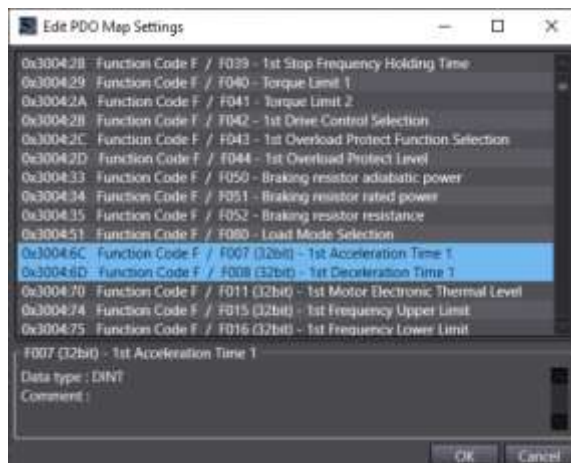 Edit PDO Map Settings
0x3004:28 Function Code F / F039 - 1st Stop Frequency Holding Time
0x3004:29 Function Code F / F040 - Torque Limit 1
0x3004:2A Function Code F / F041 - Torque Limit 2
0x3004:2B Function Code F / F042 - 1st Drive Control Selection
0x3004:2C Function Code F / F043 - 1st Overload Protect Function Selection
0x3004:2D Function Code F / F044 - 1st Overload Protect Level
0x3004:33 Function Code F / F050 - Braking resistor adiabatic power
0x3004:34 Function Code F / F051 - Braking resistor rated power
0x3004:35 Function Code F / F052 - Braking resistor resistance
0x3004:51 Function Code F / F080 - Load Mode Selection
0x3004:6C Function Code F / F007 (32bit) - 1st Acceleration Time 1
0x3004:6D Function Code F / F008 (32bit) - 1st Deceleration Time 1
0x3004:70 Function Code F / F011 (32bit) - 1st Motor Electronic Thermal Level
0x3004:74 Function Code F / F015 (32bit) - 1st Frequency Upper Limit
0x3004:75 Function Code F / F016 (32bit) - 1st Frequency Lower Limit
F007 (32bit) - 1st Acceleration Time 1
Data type : DINT
Comment :
OK Cancel